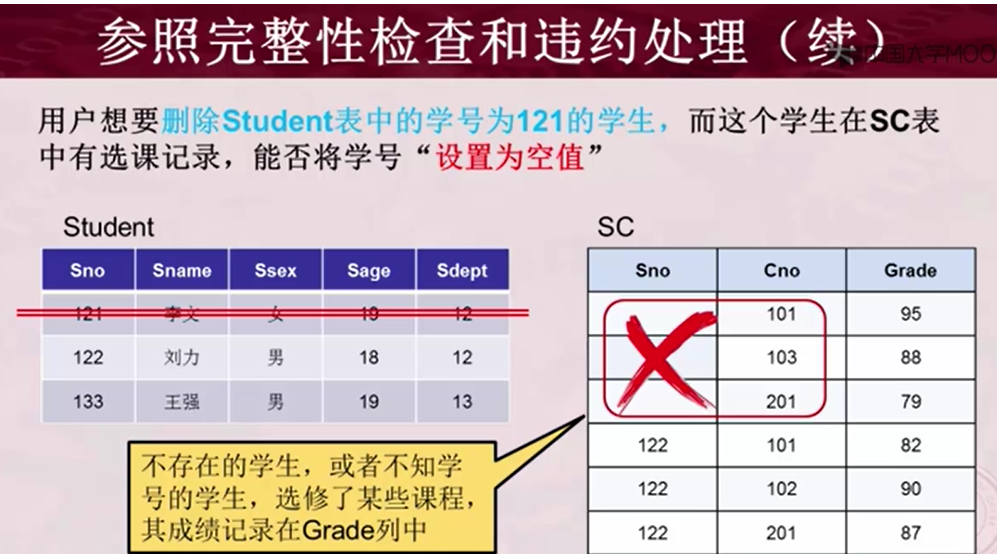 参照完整性检查和违约处理（续）
中国大学MOO
用户想要删除Student表中的学号为121的学生，而这个学生在SC表
中有选课记录，能否将学号“设置为空值”
Student
Sno Sname Ssex Sage Sdept
121 李文 女 19 12
122 刘力 男 18 12
133 王强 男 19 13
SC
Sno Cno Grade
101 95
103 88
201 79
122 101 82
122 102 90
122 201 87
不存在的学生，或者不知学
号的学生，选修了某些课程，
其成绩记录在Grade列中